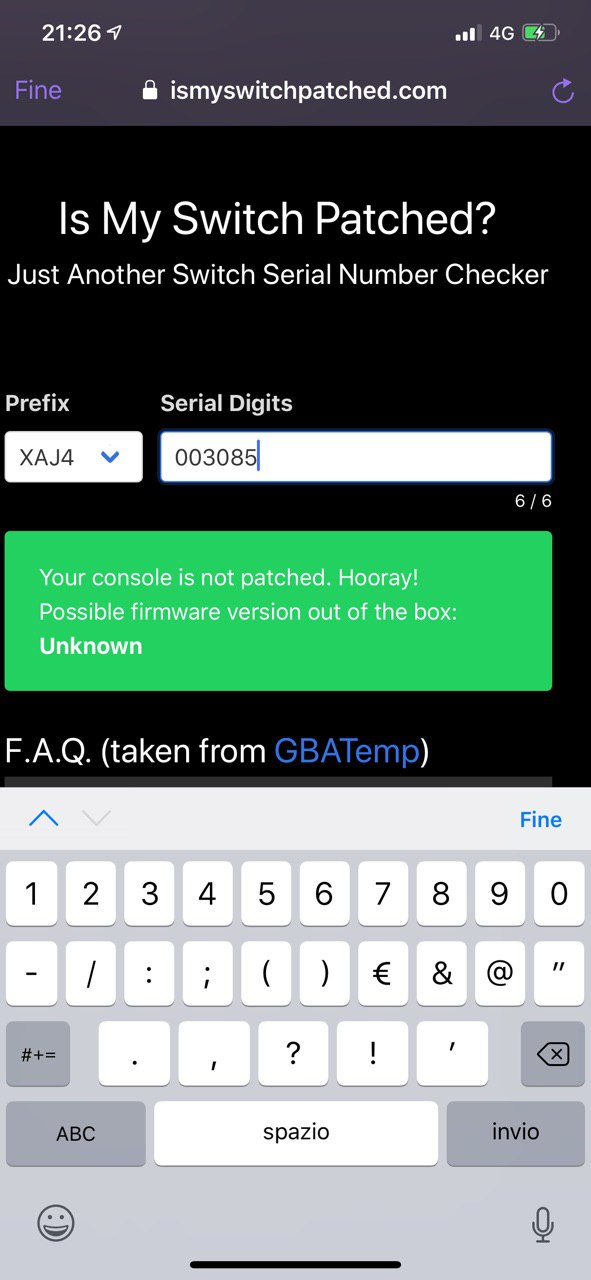 21:26 4G
Fine ismyswitchpatched.com
Is My Switch Patched?
Just Another Switch Serial Number Checker
Prefix Serial Digits
XAJ4 003085
6 / 6
Your console is not patched. Hooray!
Possible firmware version out of the box:
Unknown
F.A.Q. (taken from GBATemp)
Fine
1 2 3 4 5 6 7 8 9 0
- / : ; ( ) € & @ "
#+= . , ? ! '
ABC spazio invio